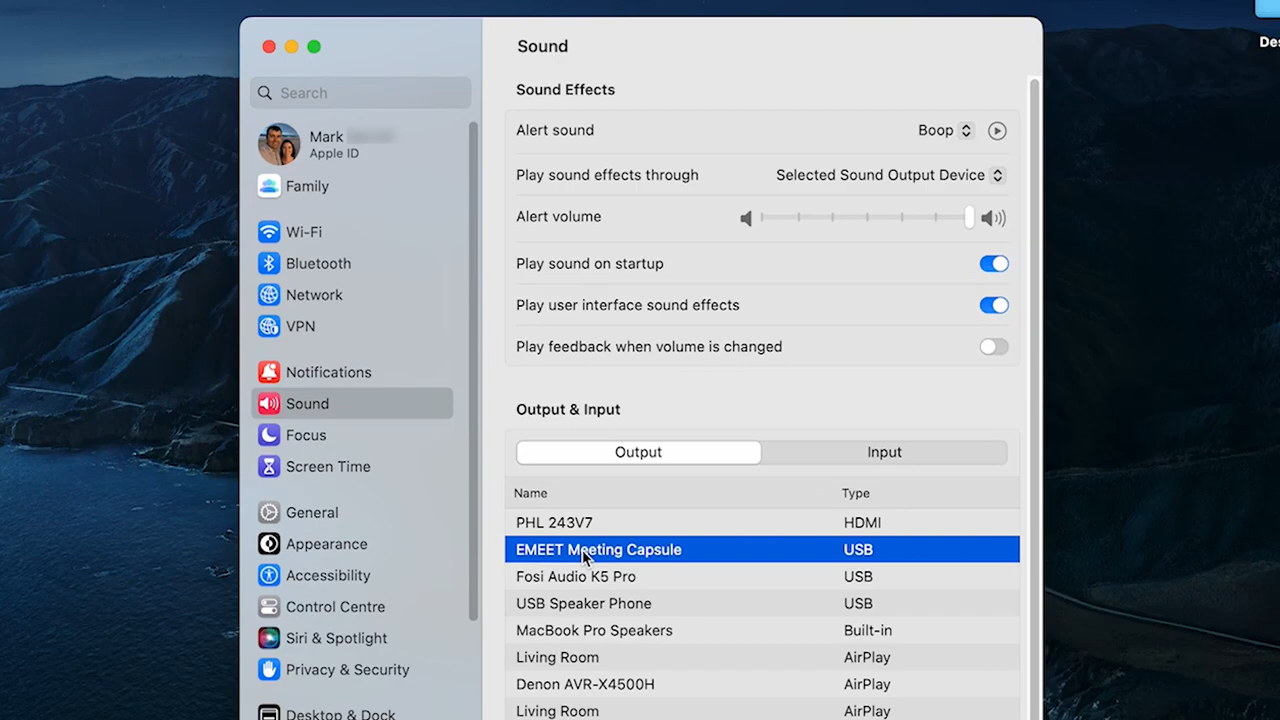 Search
Mark
Apple ID
Family
Wi-Fi
Bluetooth
Network
VPN
Notifications
Sound
Focus
Screen Time
General
Appearance
Accessibility
Control Centre
Siri & Spotlight
Privacy & Security
Desktop & Dock
Sound
Sound Effects
Alert sound Boop
Play sound effects through Selected Sound Output Device
Alert volume
Play sound on startup
Play user interface sound effects
Play feedback when volume is changed
Output & Input
Output Input
Name Type
PHL 243V7 HDMI
EMEET Meeting Capsule USB
Fosi Audio K5 Pro USB
USB Speaker Phone USB
MacBook Pro Speakers Built-in
Living Room AirPlay
Denon AVR-X4500H AirPlay
Living Room AirPlay